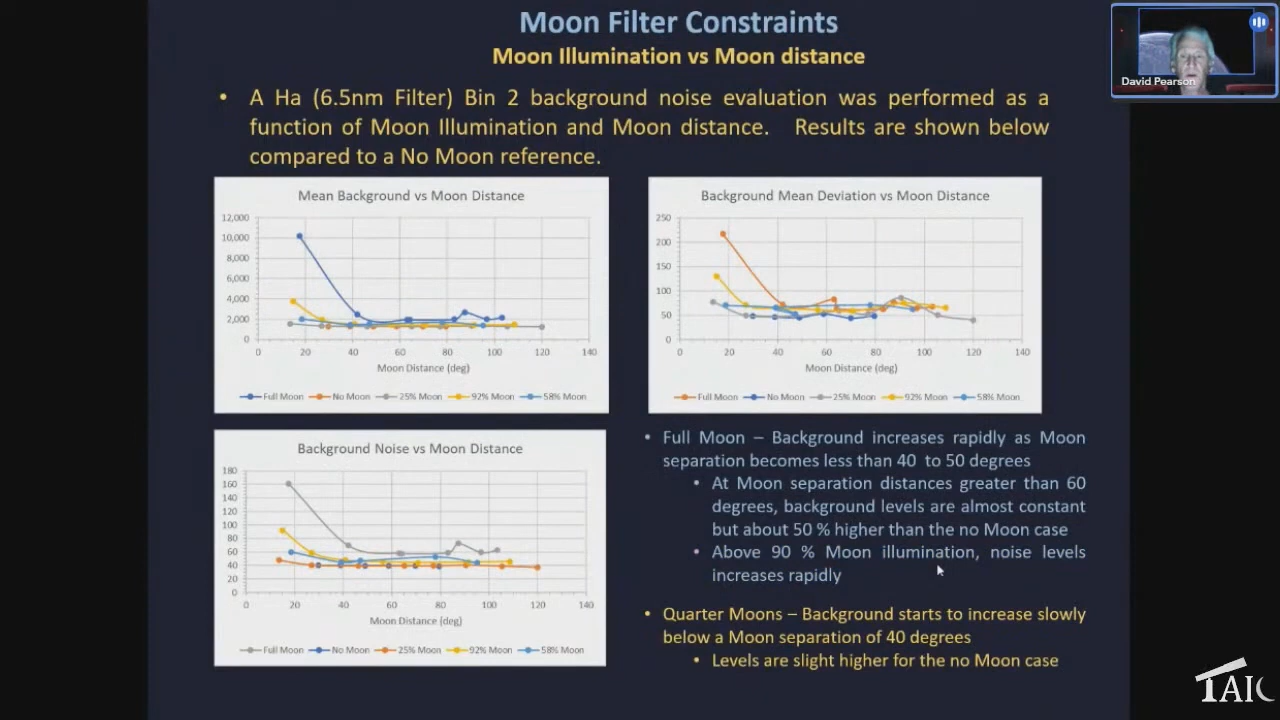 Moon Filter Constraints
Moon Illumination vs Moon distance
• A Ha (6.5nm Filter) Bin 2 background noise evaluation was performed as a
function of Moon Illumination and Moon distance. Results are shown below
compared to a No Moon reference.
David Pearson
Mean Background vs Moon Distance
12,000
10,000
8,000
6,000
4,000
2,000
0
0 20 40 60 80 100 120 140
Moon Distance (deg)
Full Moon No Moon 25% Moon 92% Moon 58% Moon
Background Mean Deviation vs Moon Distance
250
200
150
100
50
0
0 20 40 60 80 100 120 140
Moon Distance (deg)
Full Moon No Moon 25% Moon 92% Moon 58% Moon
Background Noise vs Moon Distance
180
160
140
120
100
80
60
40
20
0
0 20 40 60 80 100 120 140
Moon Distance (deg)
Full Moon No Moon 25% Moon 92% Moon 58% Moon
• Full Moon – Background increases rapidly as Moon
separation becomes less than 40 to 50 degrees
• At Moon separation distances greater than 60
degrees, background levels are almost constant
but about 50 % higher than the no Moon case
• Above 90 % Moon illumination, noise levels
increases rapidly
• Quarter Moons – Background starts to increase slowly
below a Moon separation of 40 degrees
• Levels are slight higher for the no Moon case
TAIC